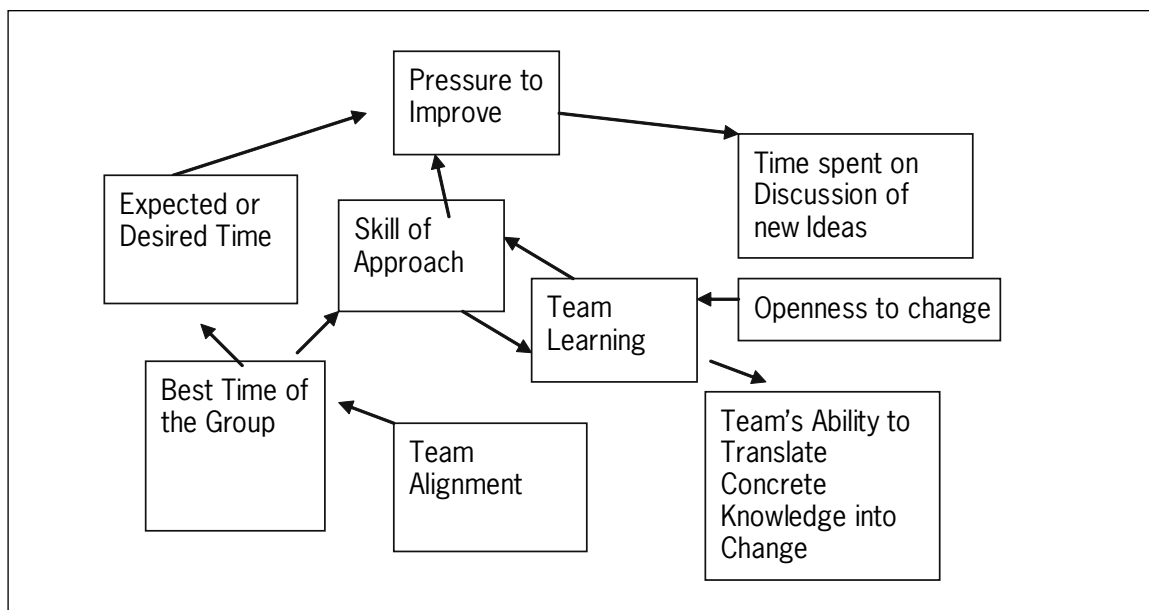 Pressure to
Improve
Time spent on
Discussion of
new Ideas
Expected or
Desired Time
Skill of
Approach
Team
Learning
Openness to change
Best Time of
the Group
Team
Alignment
Team's Ability to
Translate
Concrete
Knowledge into
Change